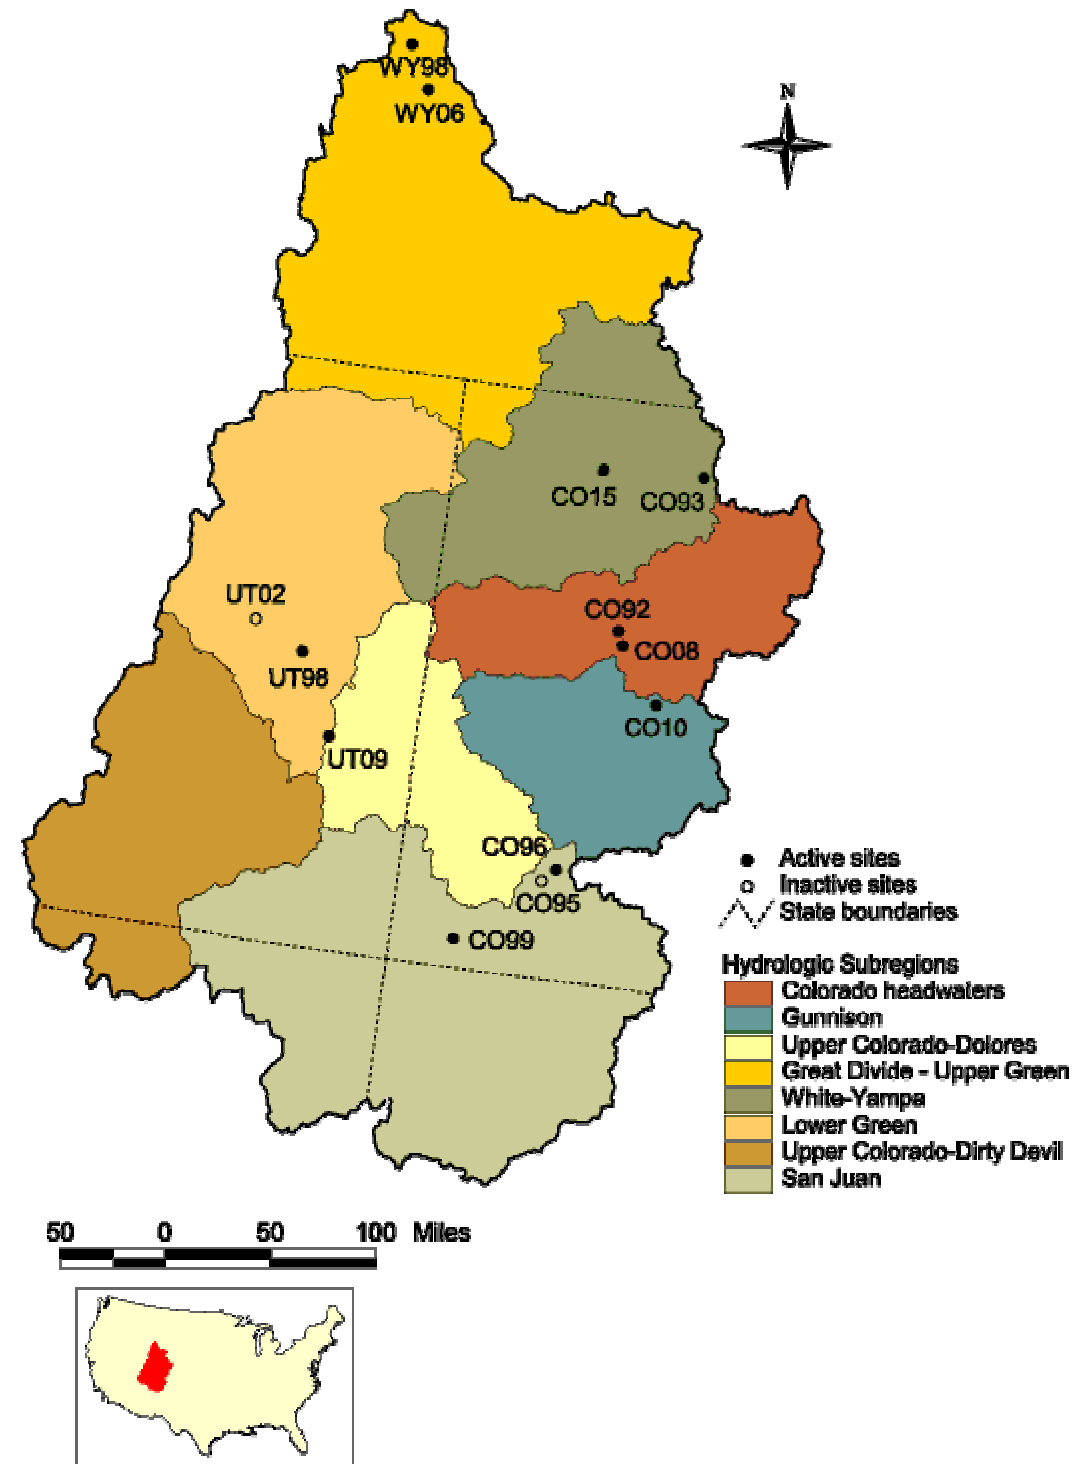 WY98
N
WY06
CO15
CO93
UT02
CO92
CO08
UT98
CO10
UT09
CO96
CO95
CO99
Active sites
Inactive sites
State boundaries
Hydrologic Subregions
Colorado headwaters
Gunnison
Upper Colorado-Dolores
Great Divide - Upper Green
White-Yampa
Lower Green
Upper Colorado-Dirty Devil
San Juan
50 0 50 100 Miles